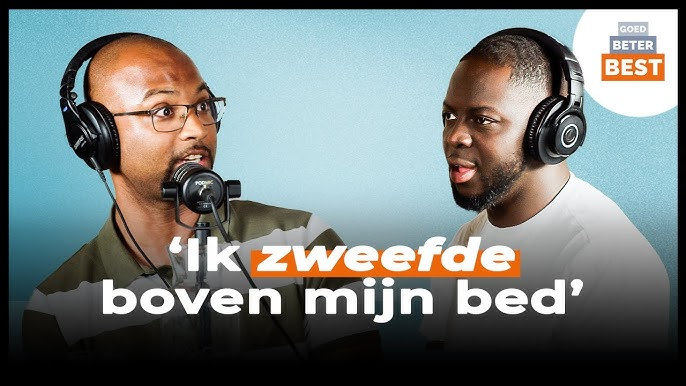 GOED
BETER
BEST
‘Ik zweefde
boven mijn bed’